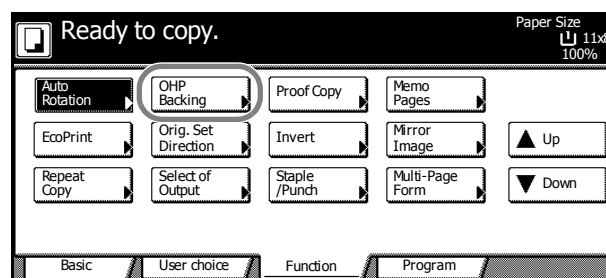 Ready to copy.
Paper Size
11x8
100%
Auto
Rotation
OHP
Backing
Proof Copy
Memo
Pages
EcoPrint
Orig. Set
Direction
Invert
Mirror
Image
Up
Repeat
Copy
Select of
Output
Staple
/Punch
Multi-Page
Form
Down
Basic
User choice
Function
Program